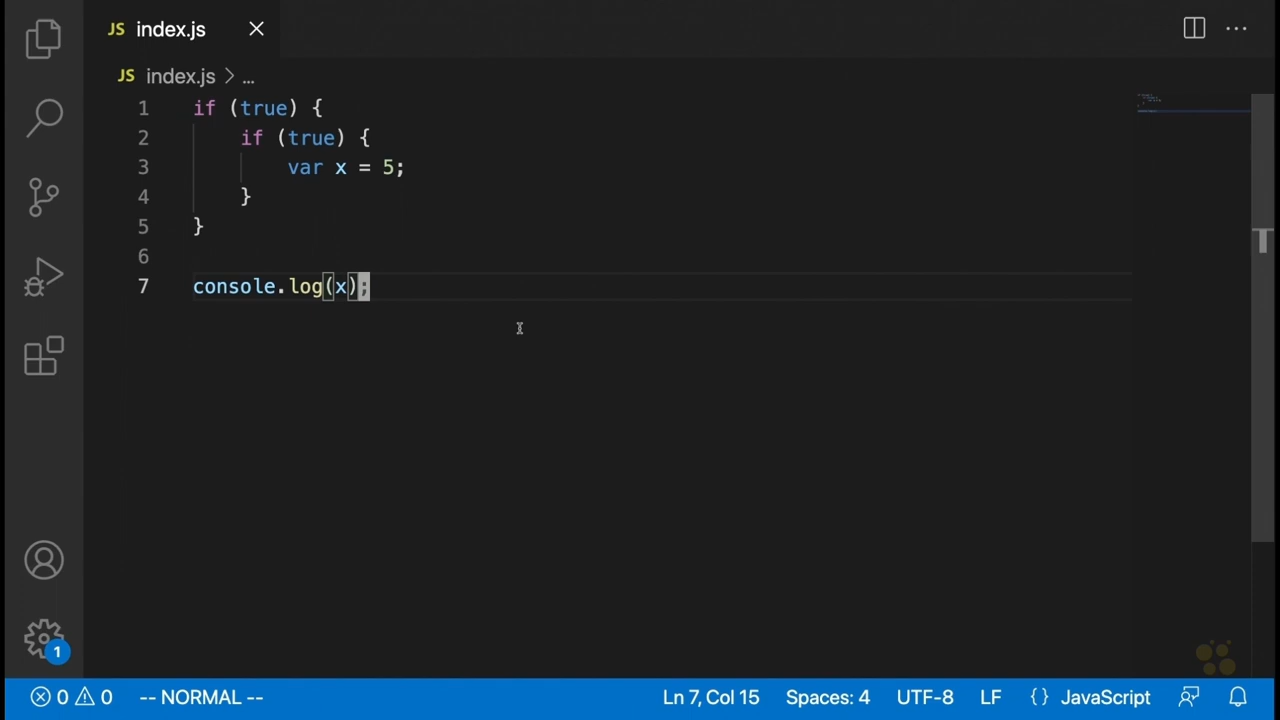 JS index.js
JS index.js > ...
1 if (true) {
2     if (true) {
3         var x = 5;
4     }
5 }
6
7 console.log(x);
1
0 0 -- NORMAL -- Ln 7, Col 15 Spaces: 4 UTF-8 LF {} JavaScript